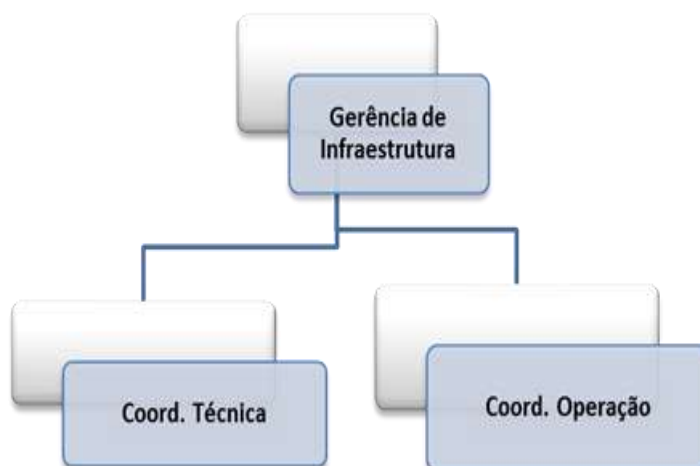 Gerência de
Infraestrutura
Coord. Técnica
Coord. Operação